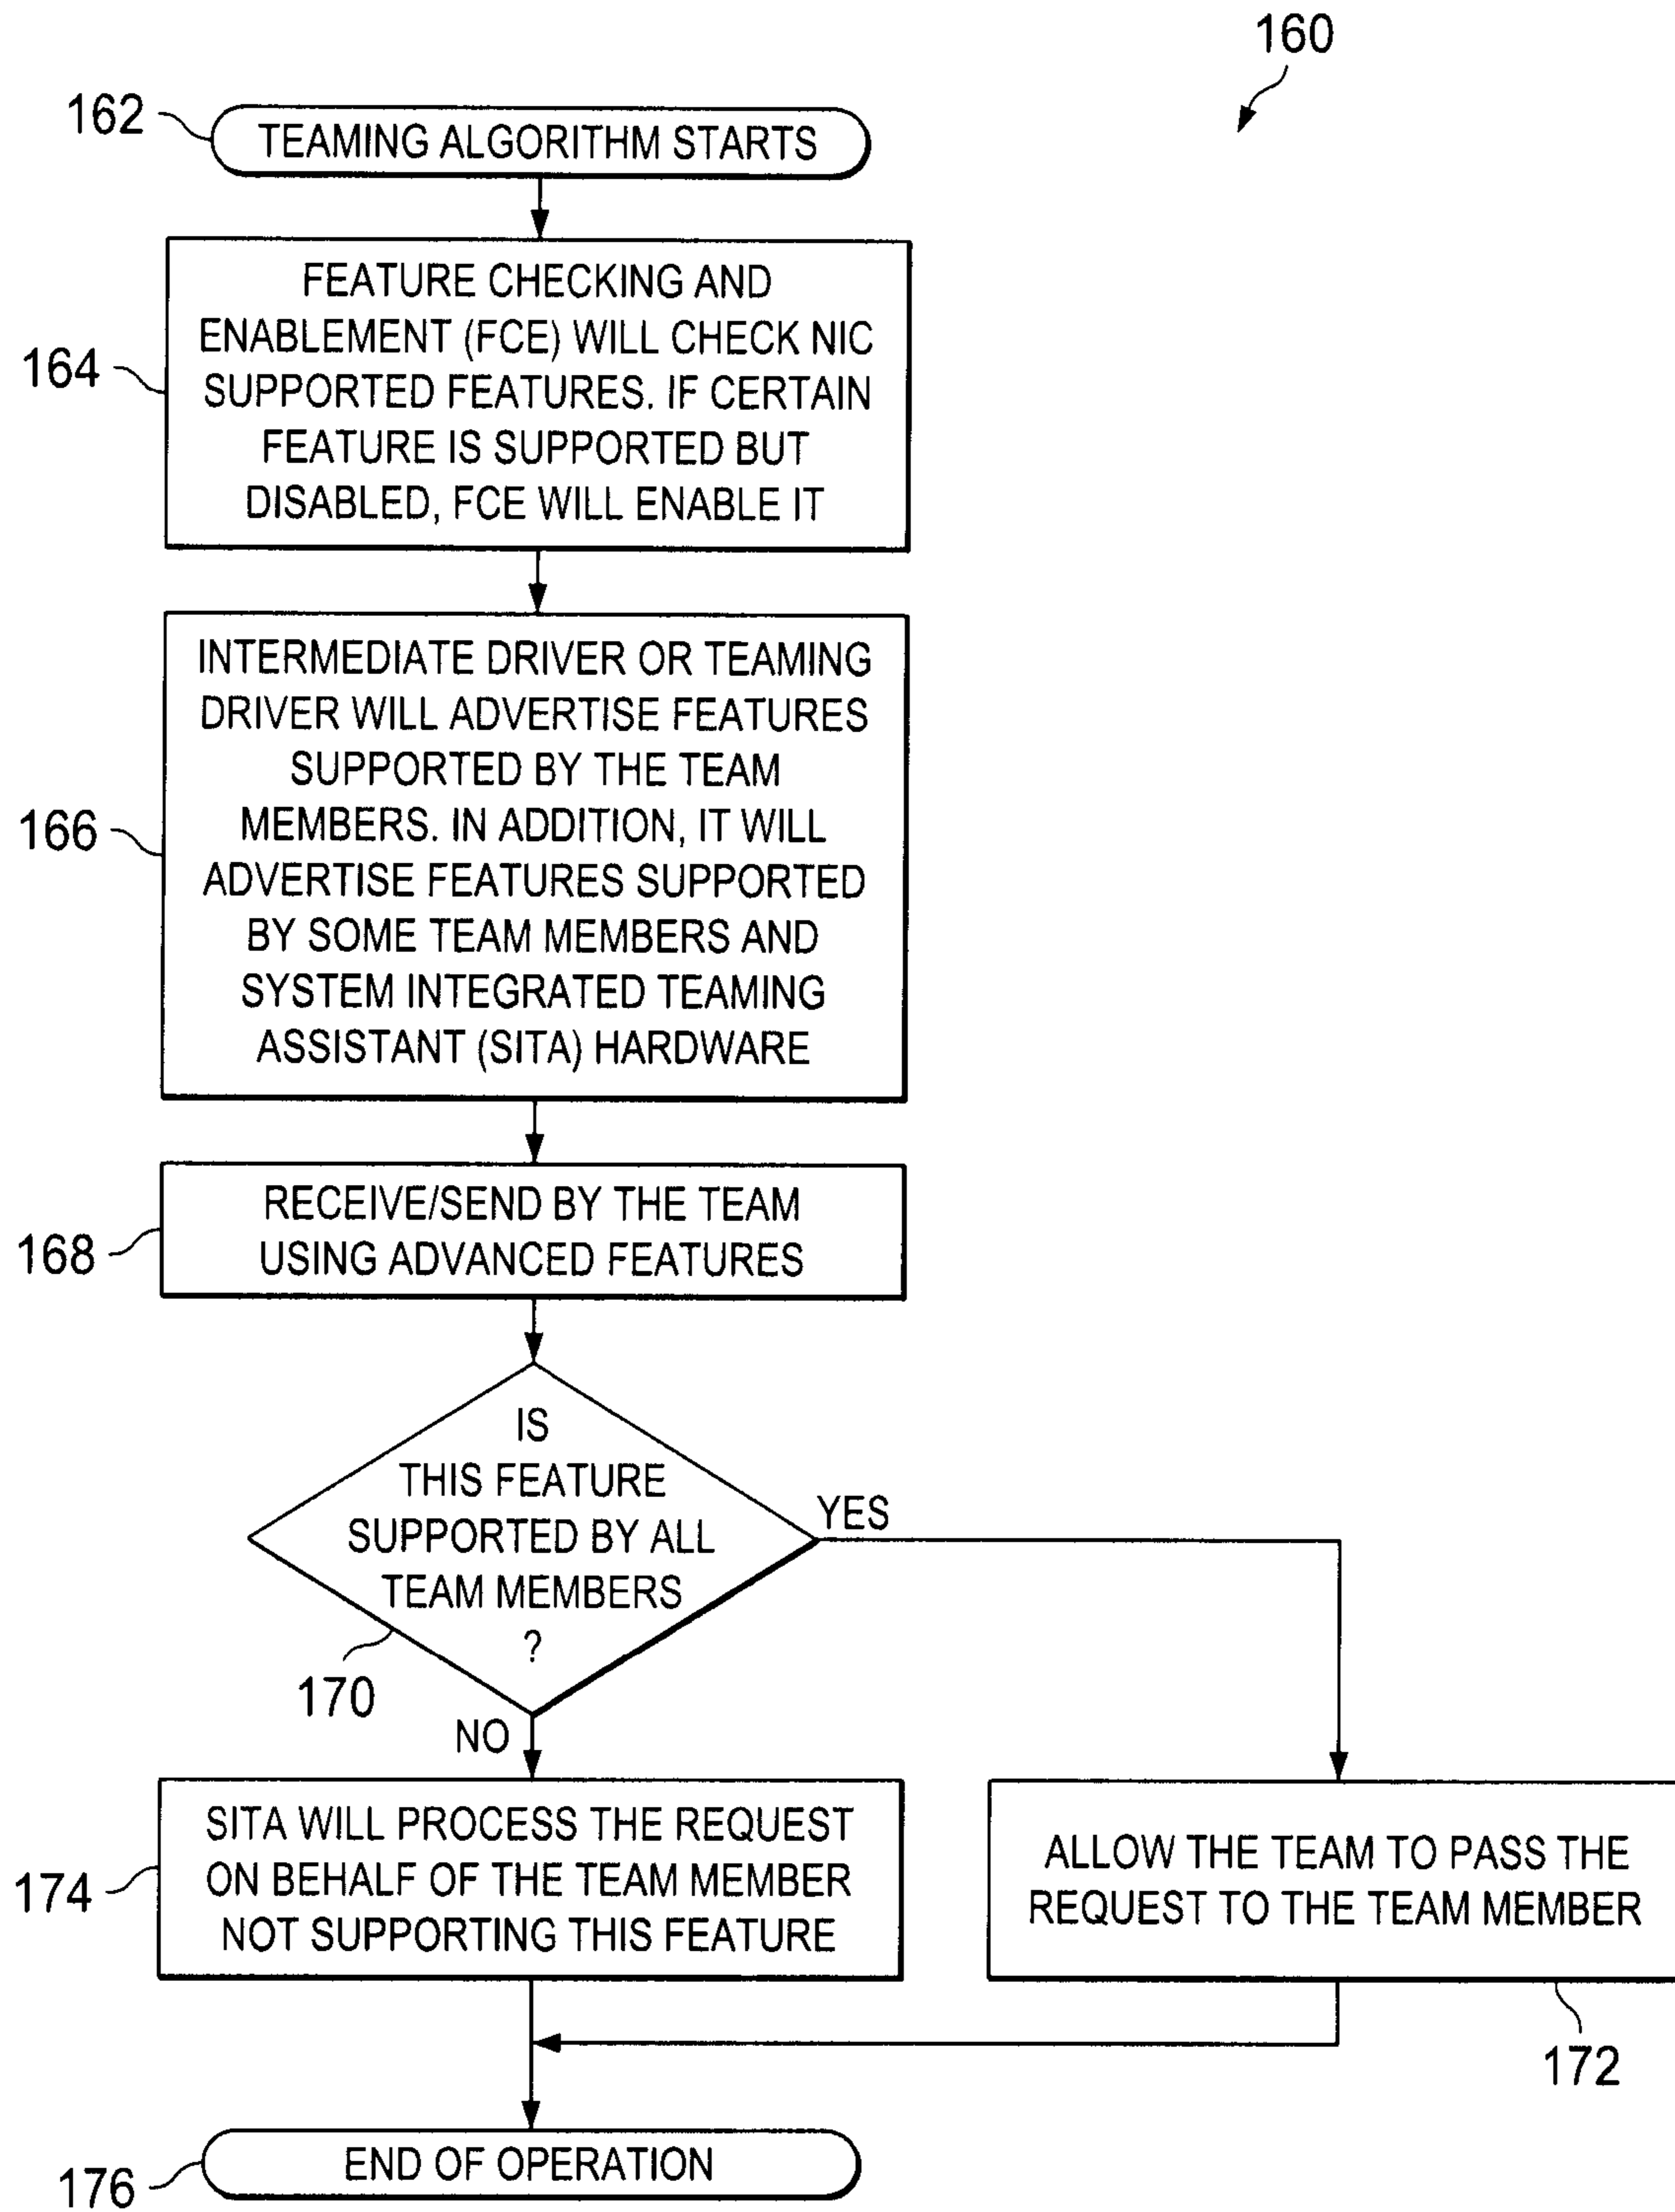 160
162
TEAMING ALGORITHM STARTS
164
FEATURE CHECKING AND
ENABLEMENT (FCE) WILL CHECK NIC
SUPPORTED FEATURES. IF CERTAIN
FEATURE IS SUPPORTED BUT
DISABLED, FCE WILL ENABLE IT
166
INTERMEDIATE DRIVER OR TEAMING
DRIVER WILL ADVERTISE FEATURES
SUPPORTED BY THE TEAM
MEMBERS. IN ADDITION, IT WILL
ADVERTISE FEATURES SUPPORTED
BY SOME TEAM MEMBERS AND
SYSTEM INTEGRATED TEAMING
ASSISTANT (SITA) HARDWARE
168
RECEIVE/SEND BY THE TEAM
USING ADVANCED FEATURES
IS
THIS FEATURE
SUPPORTED BY ALL
TEAM MEMBERS
?
170
YES
NO
174
SITA WILL PROCESS THE REQUEST
ON BEHALF OF THE TEAM MEMBER
NOT SUPPORTING THIS FEATURE
ALLOW THE TEAM TO PASS THE
REQUEST TO THE TEAM MEMBER
172
176
END OF OPERATION